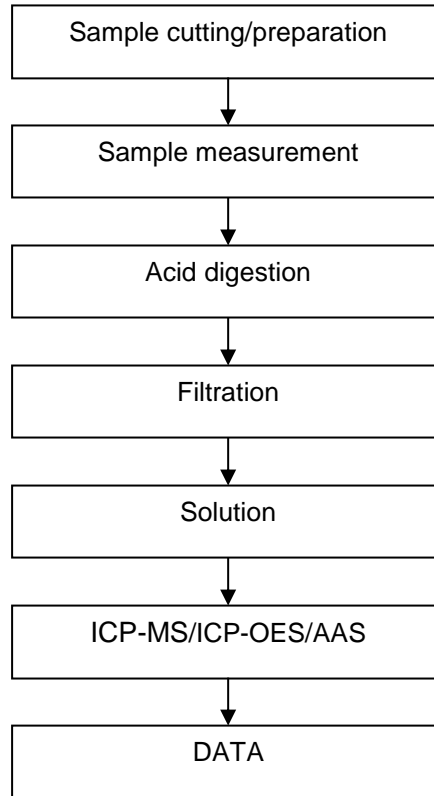 Sample cutting/preparation
Sample measurement
Acid digestion
Filtration
Solution
ICP-MS/ICP-OES/AAS
DATA